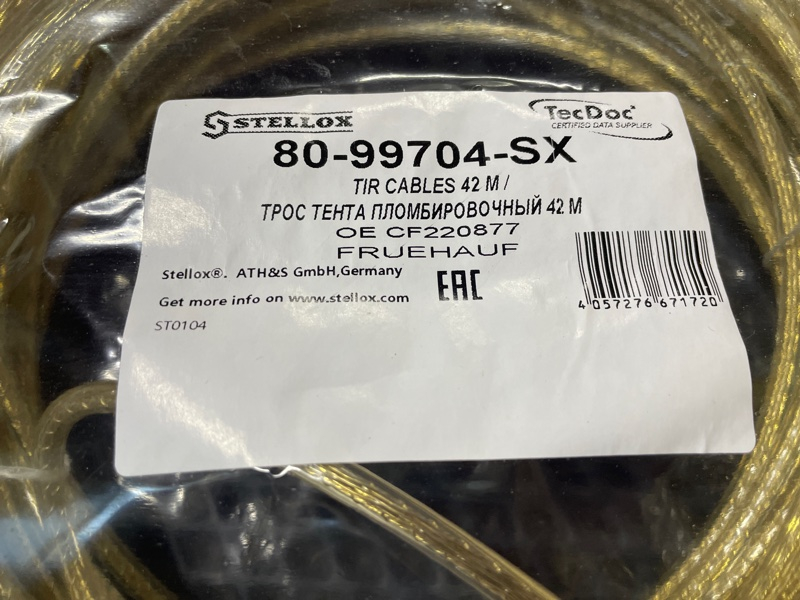 STELLOX
TecDoc
CERTIFIED DATA SUPPLIER
80-99704-SX
TIR CABLES 42 M /
ТРОС ТЕНТА ПЛОМБИРОВОЧНЫЙ 42 М
OE CF220877
FRUEHAUF
Stellox®. ATH&S GmbH,Germany
Get more info on www.stellox.com
EAC
4 057276 671720
ST0104